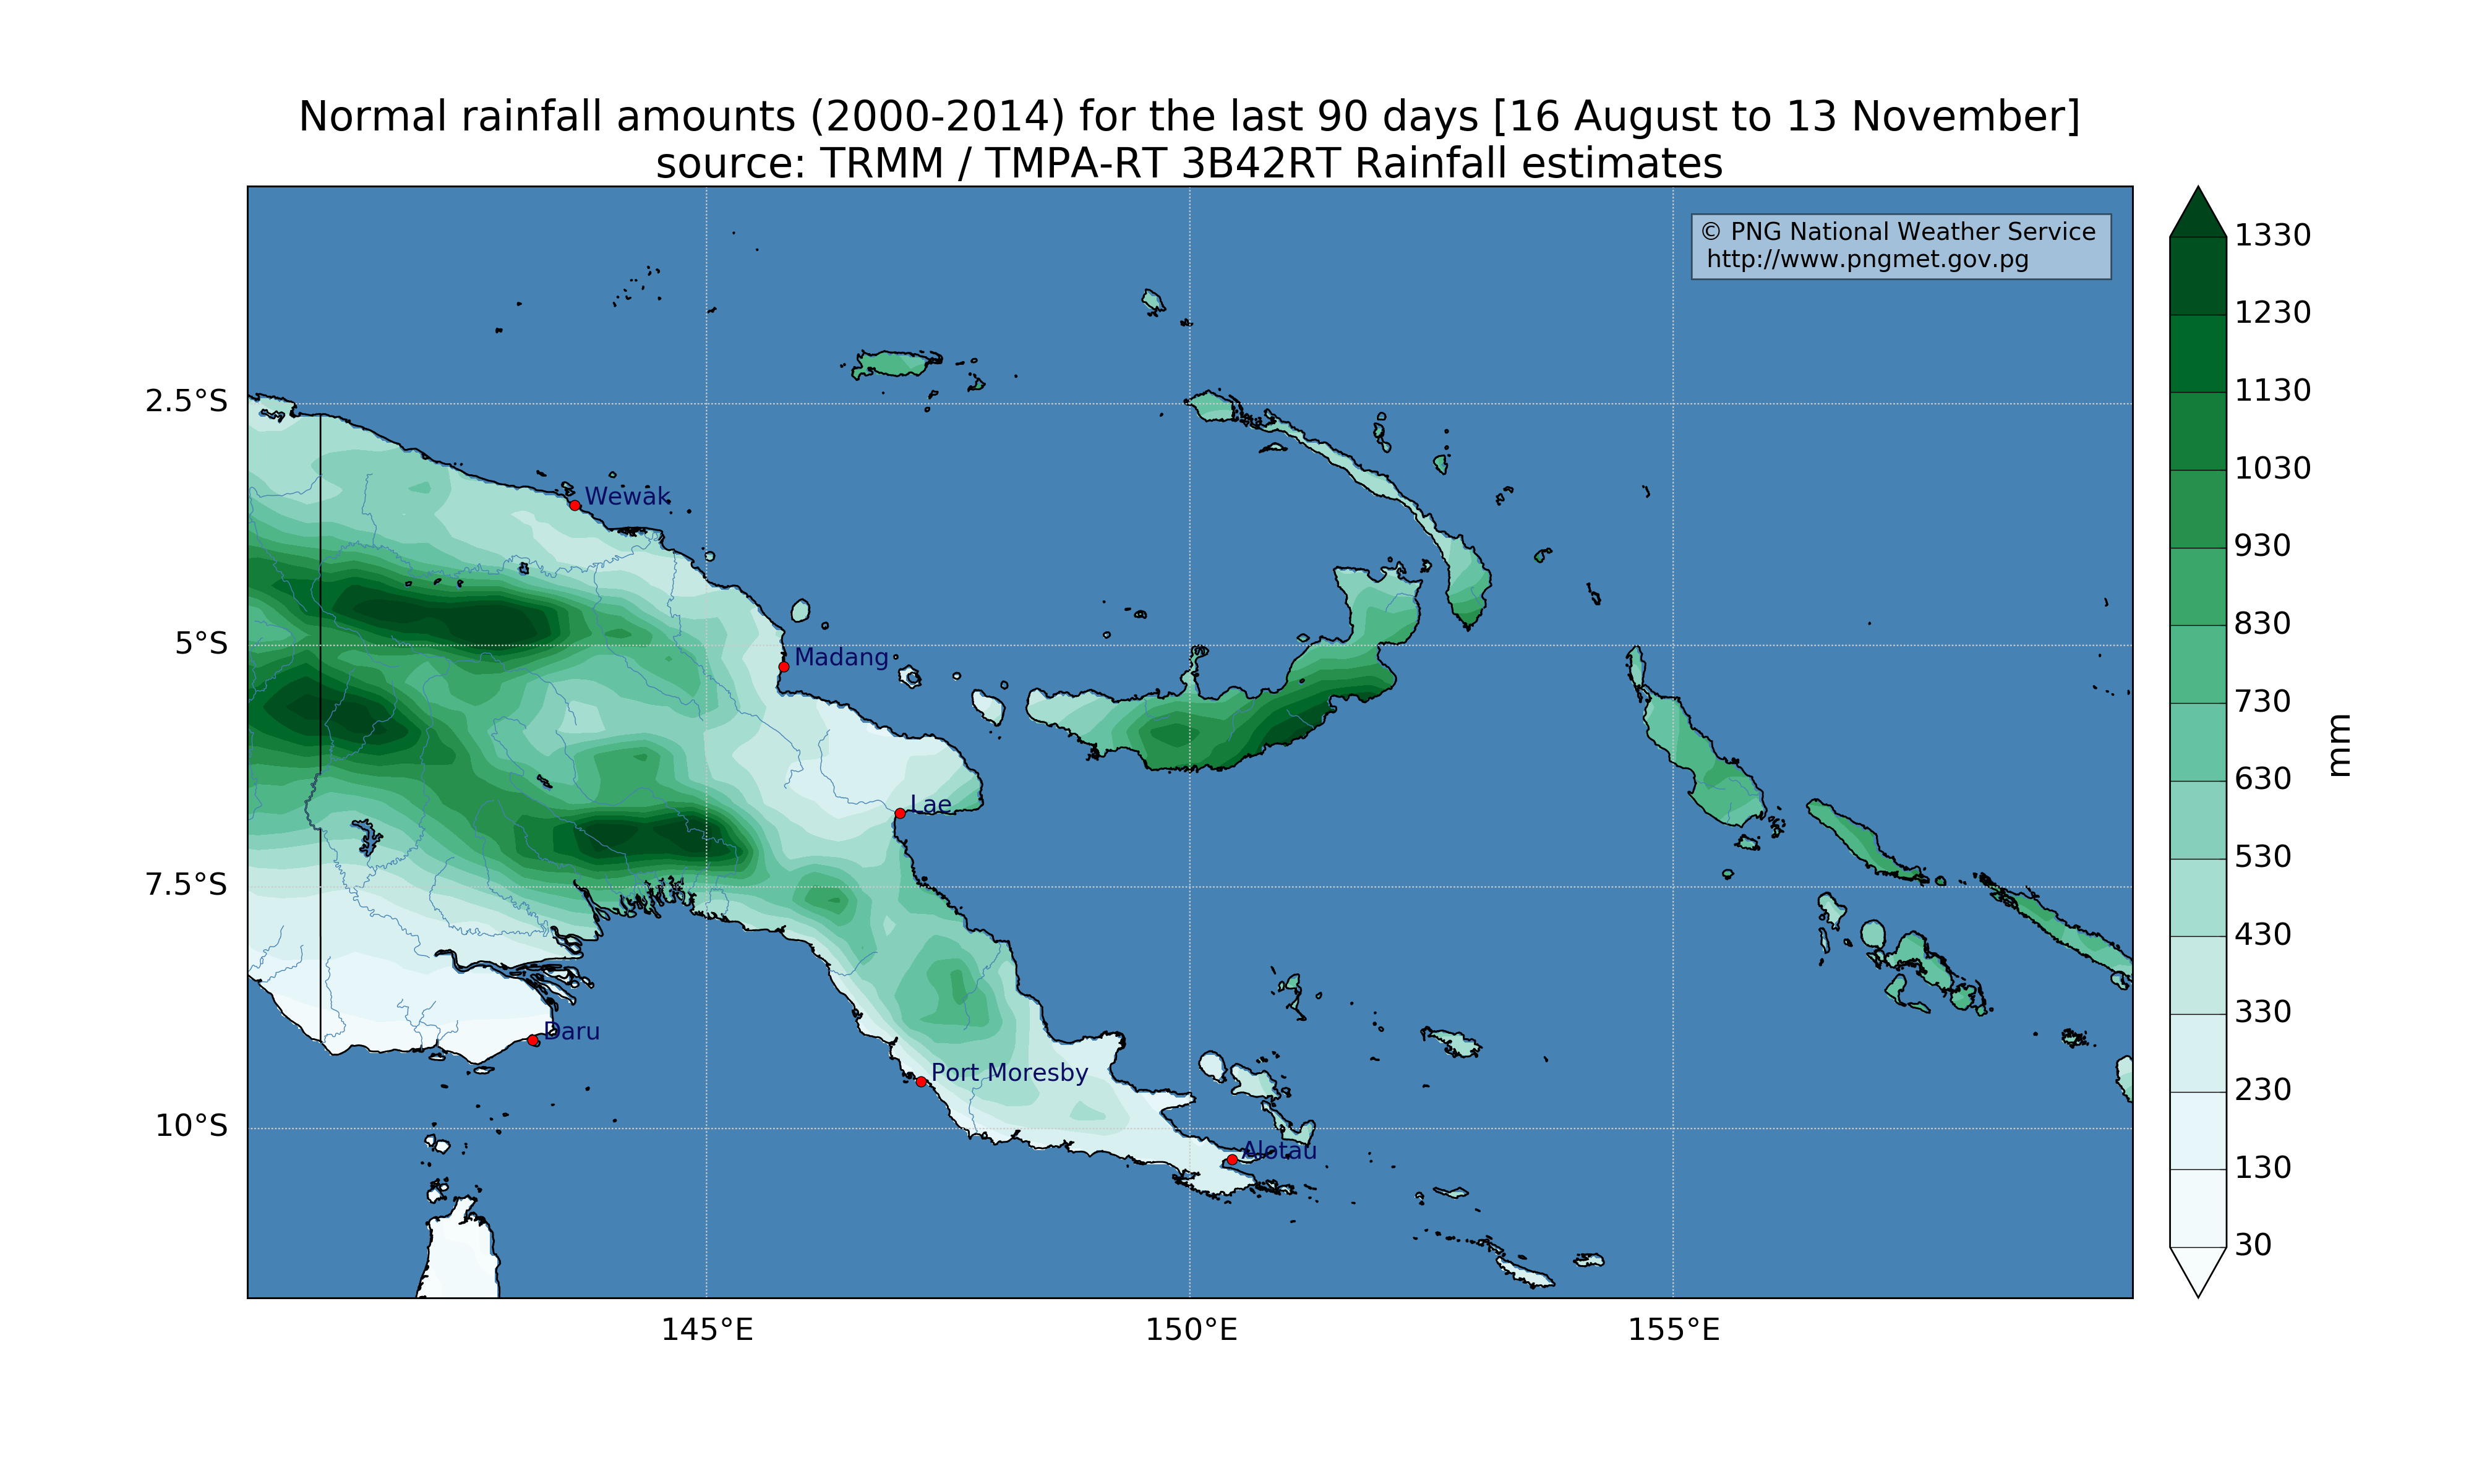 Normal rainfall amounts (2000-2014) for the last 90 days [16 August to 13 November]
source: TRMM / TMPA-RT 3B42RT Rainfall estimates
© PNG National Weather Service
http://www.pngmet.gov.pg
2.5°S
5°S
7.5°S
10°S
Wewak
Madang
Lae
Daru
Port Moresby
Alotau
145°E
150°E
155°E
1330
1230
1130
1030
930
830
730
630
530
430
330
230
130
30
mm